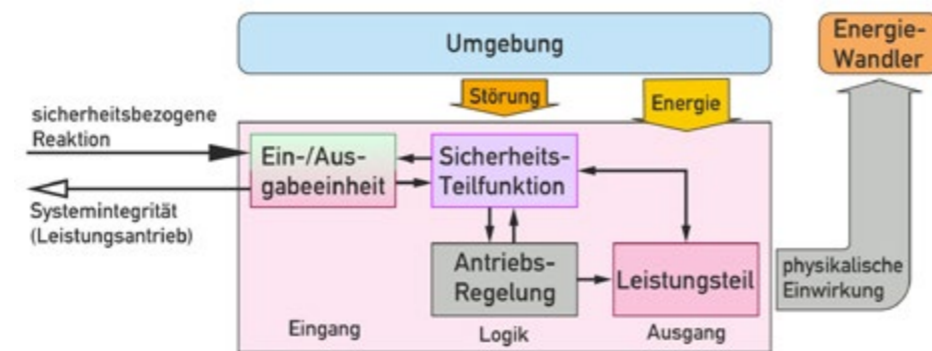 Umgebung
Energie-
Wandler
Störung
Energie
sicherheitsbezogene
Reaktion
Ein-/Aus-
gabeeinheit
Sicherheits-
Teilfunktion
Systemintegrität
(Leistungsantrieb)
Antriebs-
Regelung
Leistungsteil
physikalische
Einwirkung
Eingang
Logik
Ausgang